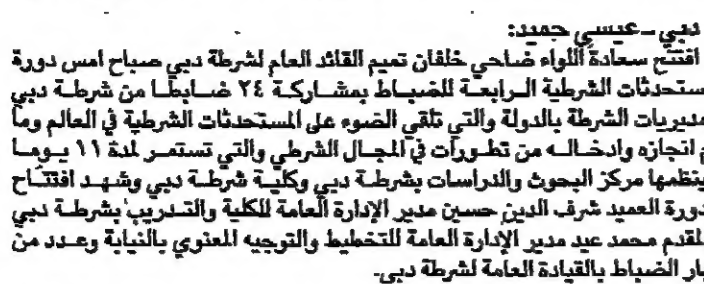 دبي ـ عيسى حميد:
افتتح سعادة اللواء ضاحي خلفان تميم القائد العام لشرطة دبي صباح امس دورة
ستحدثات الشرطية الرابعة للضباط بمشاركة ٢٤ ضابطا من شرطة دبي
مديريات الشرطة بالدولة والتي تلقي الضوء على المستحدثات الشرطية في العالم وما
م انجازه وادخاله من تطورات في المجال الشرطي والتي تستمر لمدة ١١ يوما
ينظمها مركز البحوث والدراسات بشرطة دبي وكلية شرطة دبي وشهد افتتاح
دورة العميد شرف الدين حسين مدير الإدارة العامة للكلية والتدريب بشرطة دبي
المقدم محمد عيد مدير الإدارة العامة للتخطيط والتوجيه المعنوي بالنيابة وعدد من
بار الضباط بالقيادة العامة لشرطة دبي.